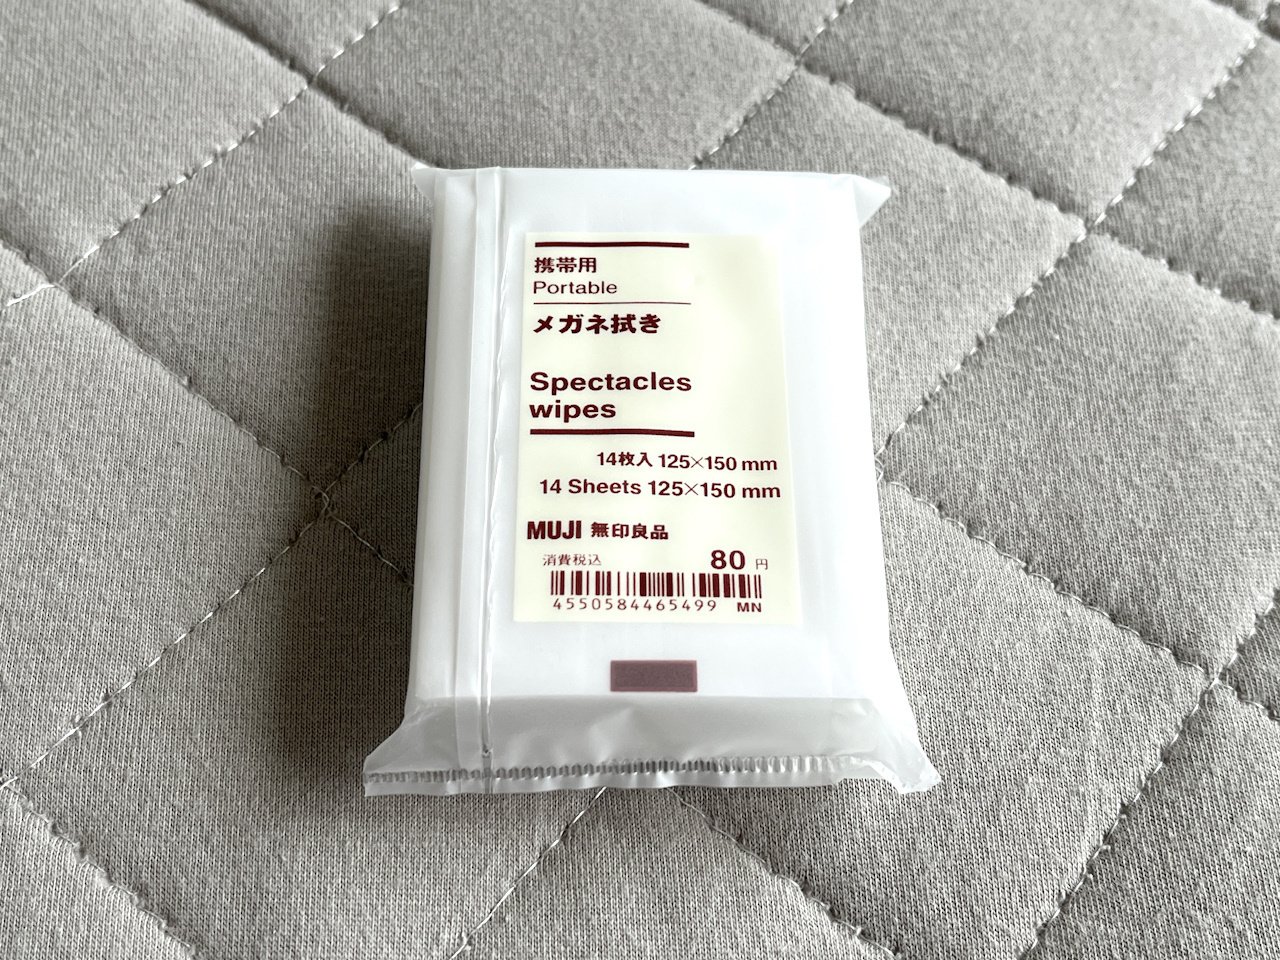 携帯用
Portable
メガネ拭き
Spectacles
wipes
14枚入 125×150 mm
14 Sheets 125×150 mm
MUJI 無印良品
消費税込 80 円
4550584465499 MN